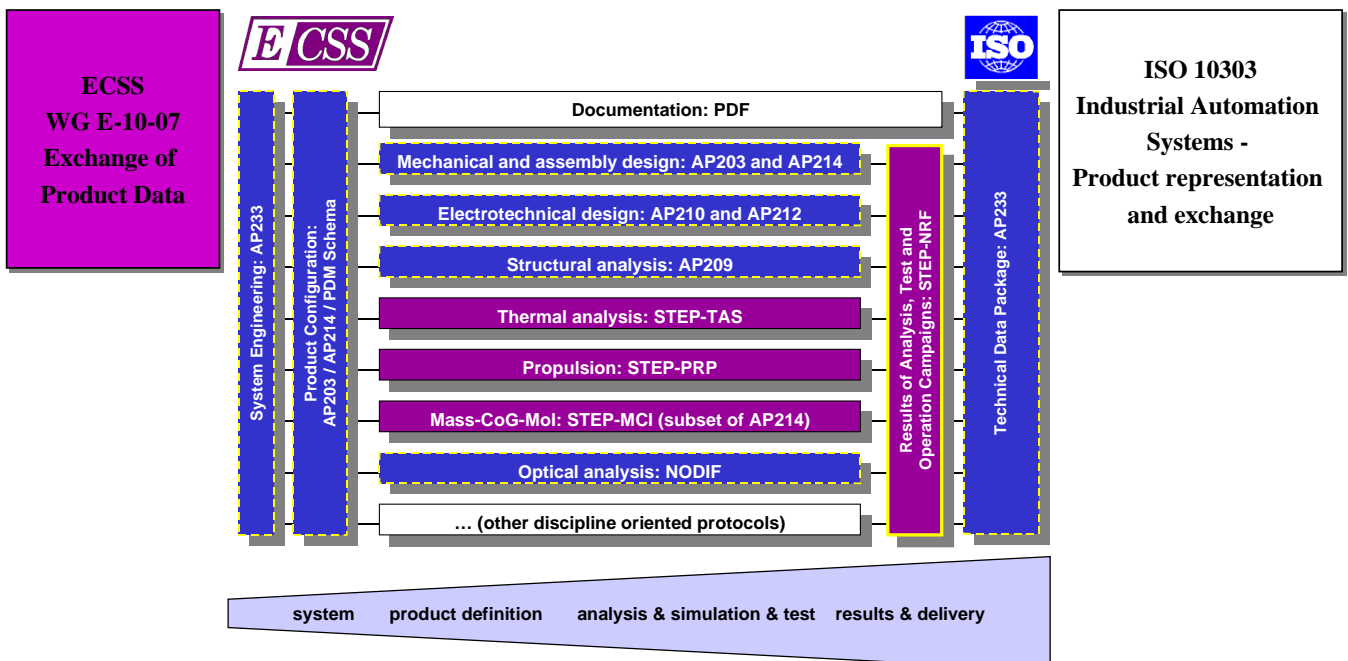 ECSS
WG E-10-07
Exchange of
Product Data
E CSS
ISO
ISO 10303
Industrial Automation
Systems -
Product representation
and exchange
System Engineering: AP233
Product Configuration:
AP203 / AP214 / PDM Schema
Documentation: PDF
Mechanical and assembly design: AP203 and AP214
Electrotechnical design: AP210 and AP212
Structural analysis: AP209
Thermal analysis: STEP-TAS
Propulsion: STEP-PRP
Mass-CoG-MoI: STEP-MCI (subset of AP214)
Optical analysis: NODIF
... (other discipline oriented protocols)
Results of Analysis, Test and
Operation Campaigns: STEP-NRF
Technical Data Package: AP233
system product definition analysis & simulation & test results & delivery